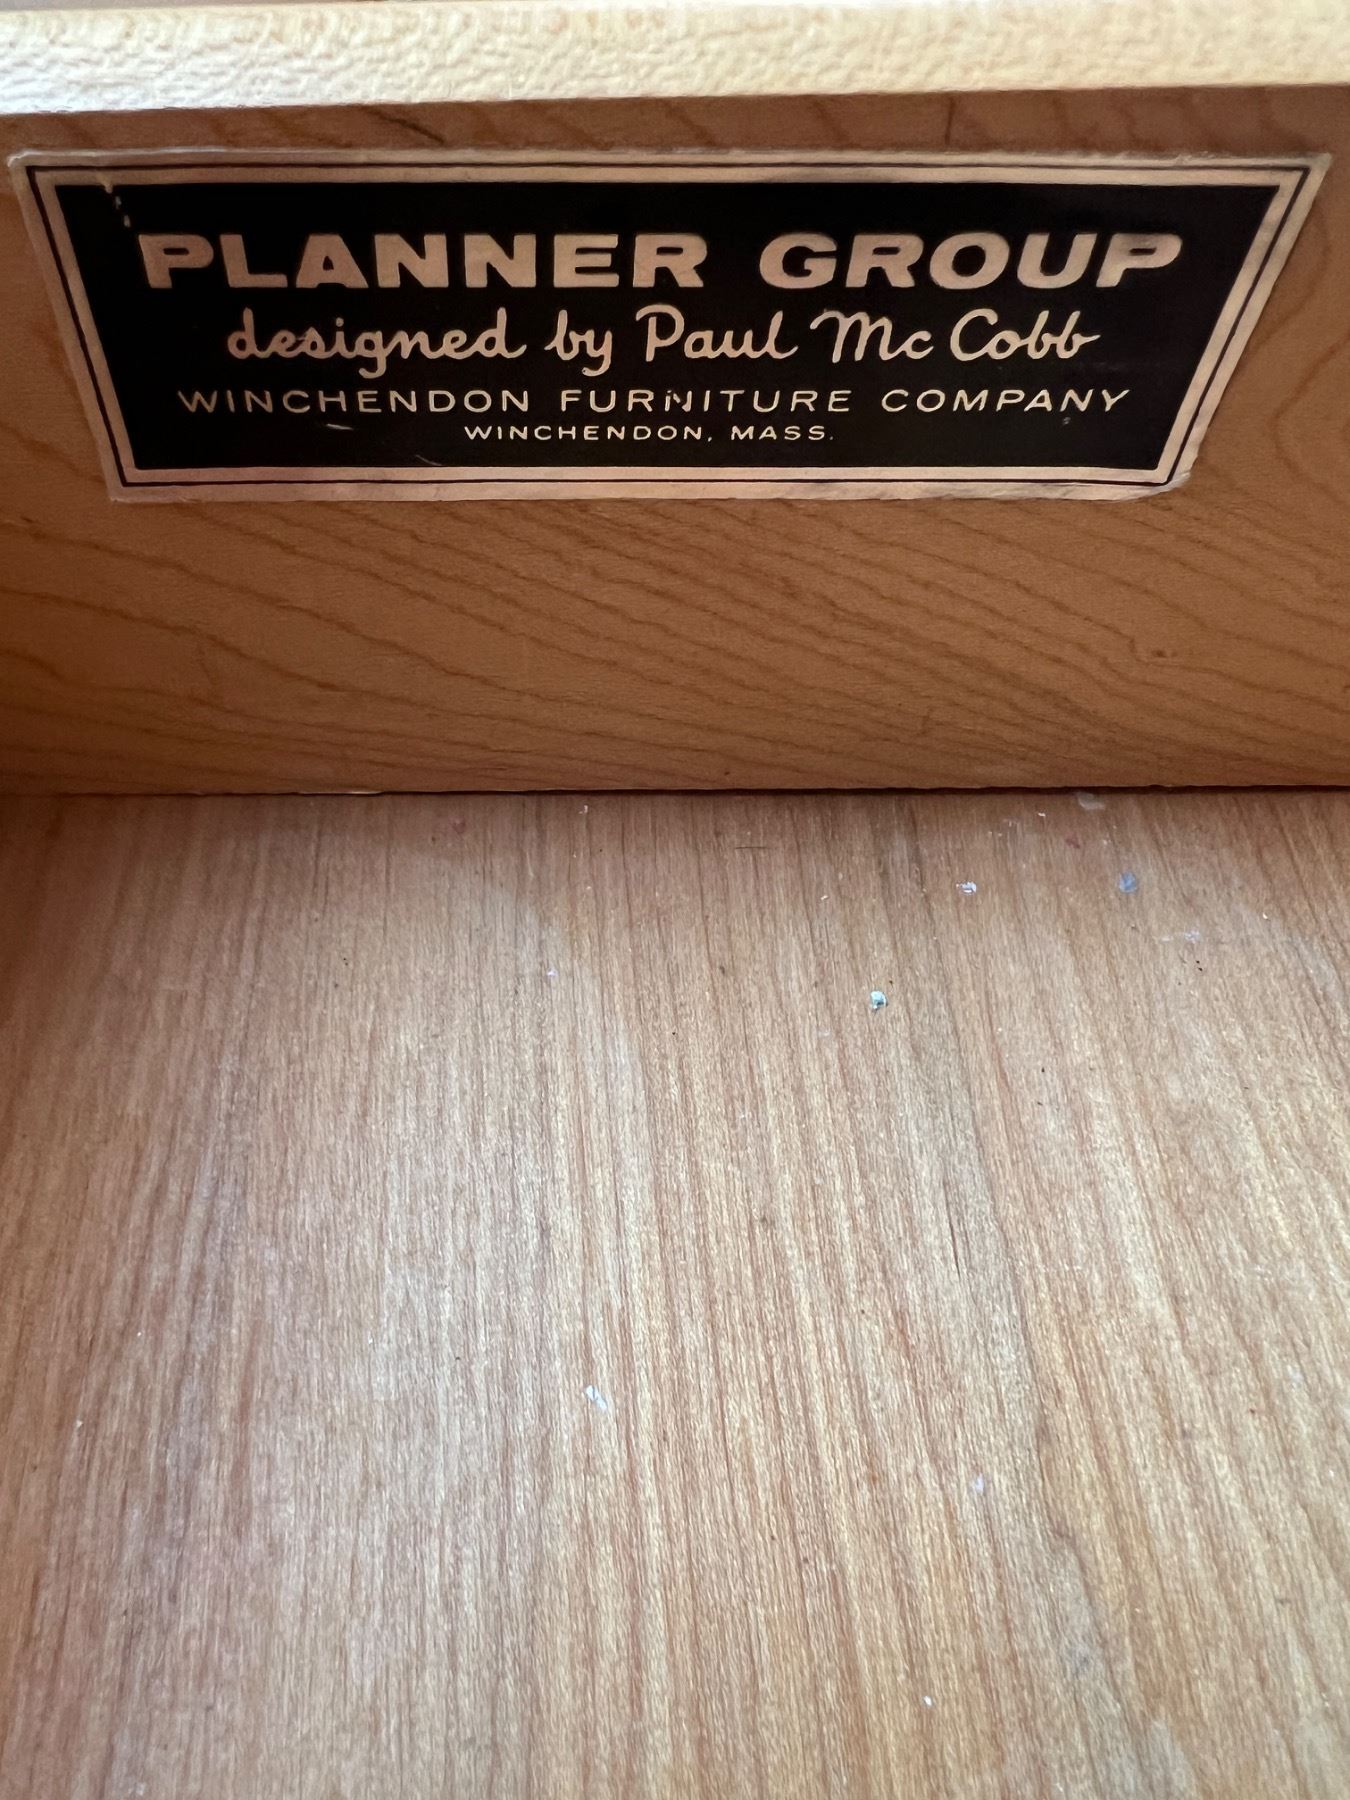 PLANNER GROUP
designed by Paul McCobb
WINCHENDON FURNITURE COMPANY
WINCHENDON, MASS.